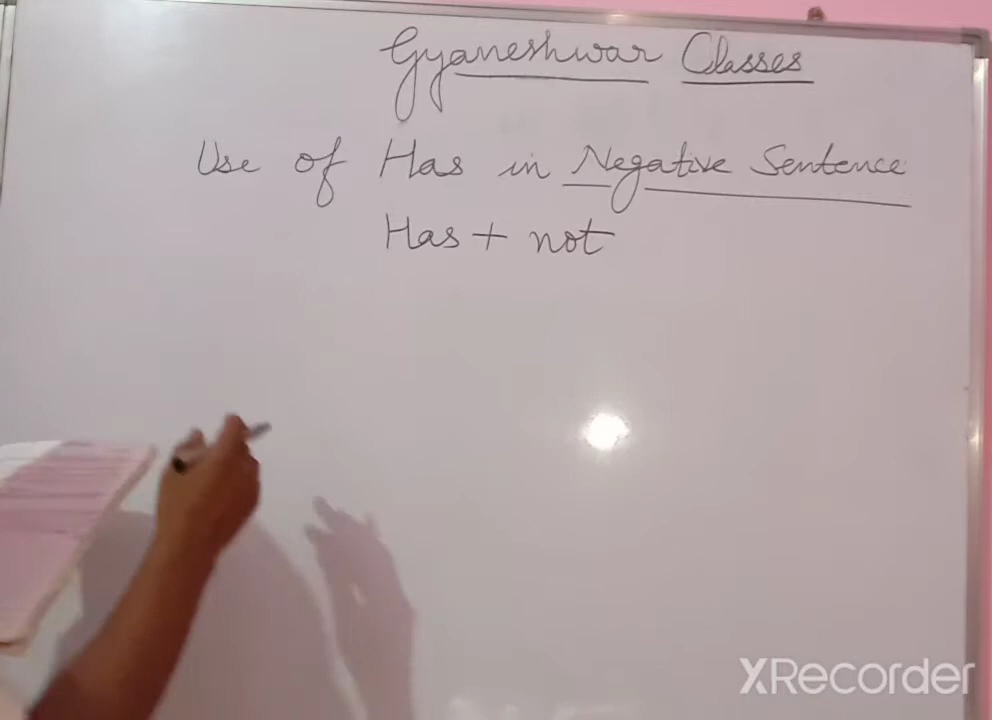 Gyaneshwar Classes
Use of Has in Negative Sentence
Has + not
XRecorder